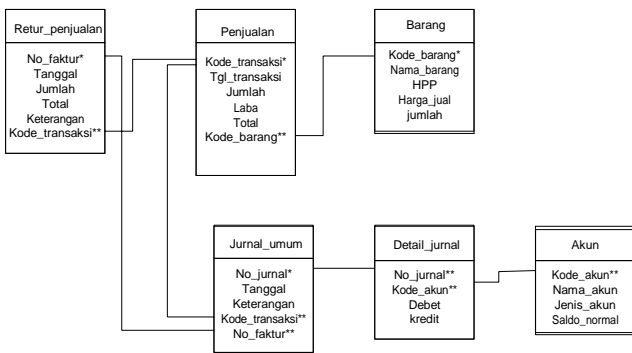 Retur_penjualan
No_faktur*
Tanggal
Jumlah
Total
Keterangan
Kode_transaksi**
Penjualan
Kode_transaksi*
Tgl_transaksi
Jumlah
Laba
Total
Kode_barang**
Barang
Kode_barang*
Nama_barang
HPP
Harga_jual
jumlah
Jurnal_umum
No_jurnal*
Tanggal
Keterangan
Kode_transaksi**
No_faktur**
Detail_jurnal
No_jurnal**
Kode_akun**
Debet
kredit
Akun
Kode_akun**
Nama_akun
Jenis_akun
Saldo_normal